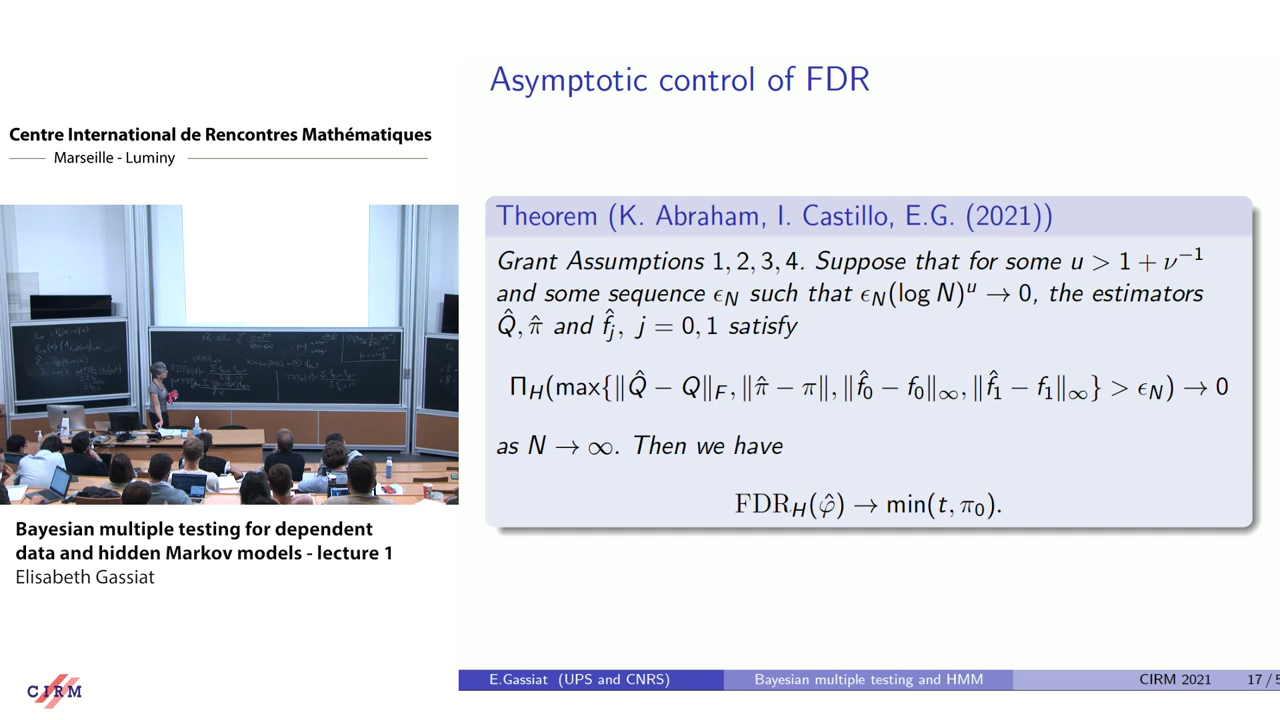 Centre International de Rencontres Mathématiques
Marseille - Luminy
Bayesian multiple testing for dependent
data and hidden Markov models - lecture 1
Elisabeth Gassiat
CIRM
Asymptotic control of FDR
Theorem (K. Abraham, I. Castillo, E.G. (2021))
Grant Assumptions 1, 2, 3, 4. Suppose that for some u > 1 + ν⁻¹
and some sequence ϵ_N such that ϵ_N(log N)^u → 0, the estimators
Q̂, π̂ and f̂_j, j = 0, 1 satisfy
Π_H(max{‖Q̂ − Q‖_F, ‖π̂ − π‖, ‖f̂_0 − f_0‖_∞, ‖f̂_1 − f_1‖_∞} > ϵ_N) → 0
as N → ∞. Then we have
FDR_H(φ̂) → min(t, π_0).
E.Gassiat (UPS and CNRS) Bayesian multiple testing and HMM CIRM 2021 17 / 5